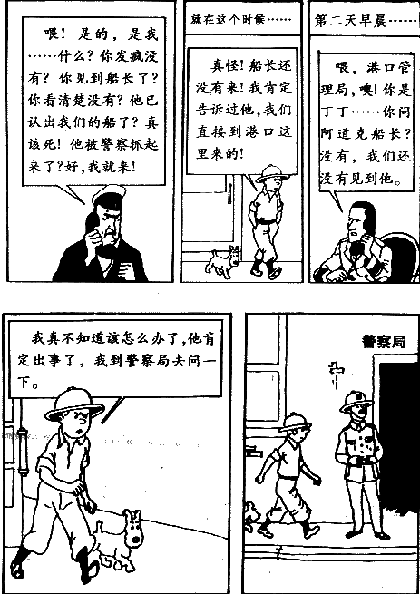 喂！是的，是我
……什么？你发疯没
有？你见到船长了？
你看清楚没有？他已
认出我们的船了？真
该死！他被警察抓起
来了？好，我就来！
就在这个时候……
真怪！船长还
没有来！我肯定
告诉过他，我们
直接到港口这
里来的！
第二天早晨……
喂，港口管
理局，噢！你是
丁丁……你问
阿道克船长？
没有，我们还
没有见到他。
我真不知道该怎么办了，他肯
定出事了，我到警察局去问一
下。
警察局